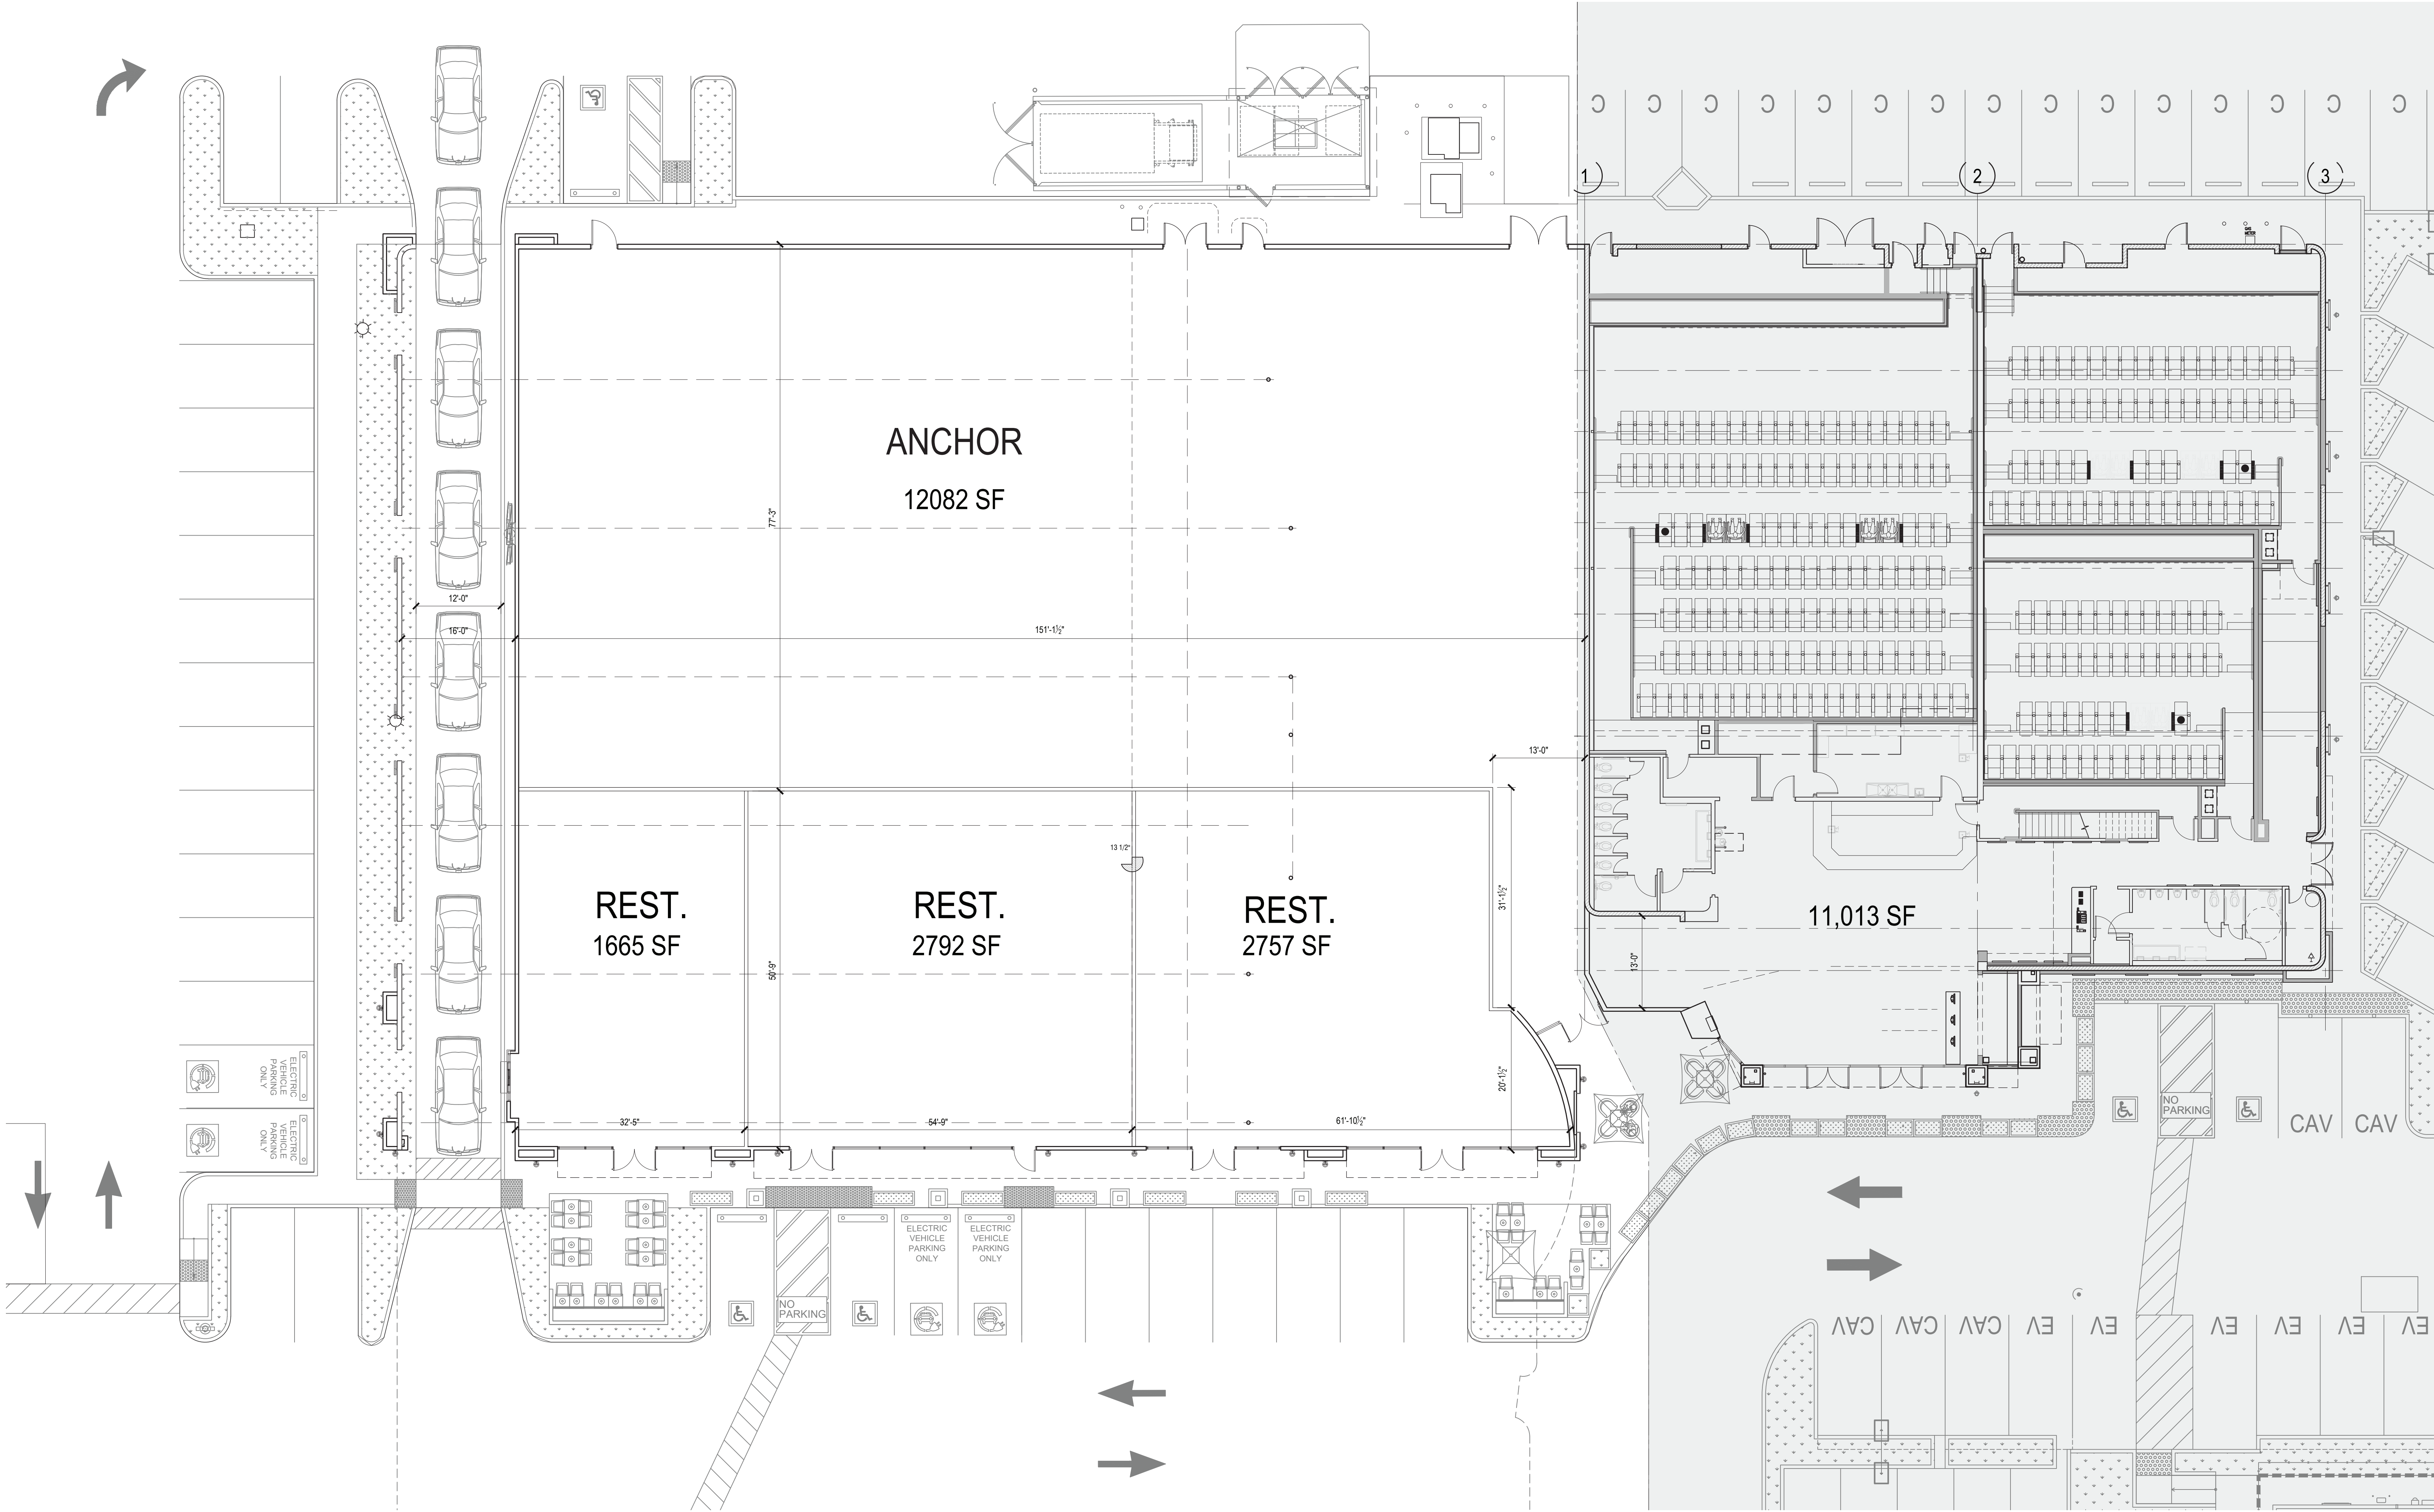 C C C C C C C C C C C C C C C
1 2 3
GAS
METER
ANCHOR
12082 SF
77'-3"
12'-0"
16'-0"
151'-1½"
13'-0"
13 1/2"
31'-1½"
REST.
1665 SF
REST.
2792 SF
REST.
2757 SF
11,013 SF
50'-9"
13'-0"
20'-1½"
32'-5"
54'-9"
61'-10½"
ELECTRIC
VEHICLE
PARKING
ONLY
ELECTRIC
VEHICLE
PARKING
ONLY
NO
PARKING
CAV CAV
ELECTRIC
VEHICLE
PARKING
ONLY
ELECTRIC
VEHICLE
PARKING
ONLY
NO
PARKING
CAV CAV CAV EV EV EV EV EV EV